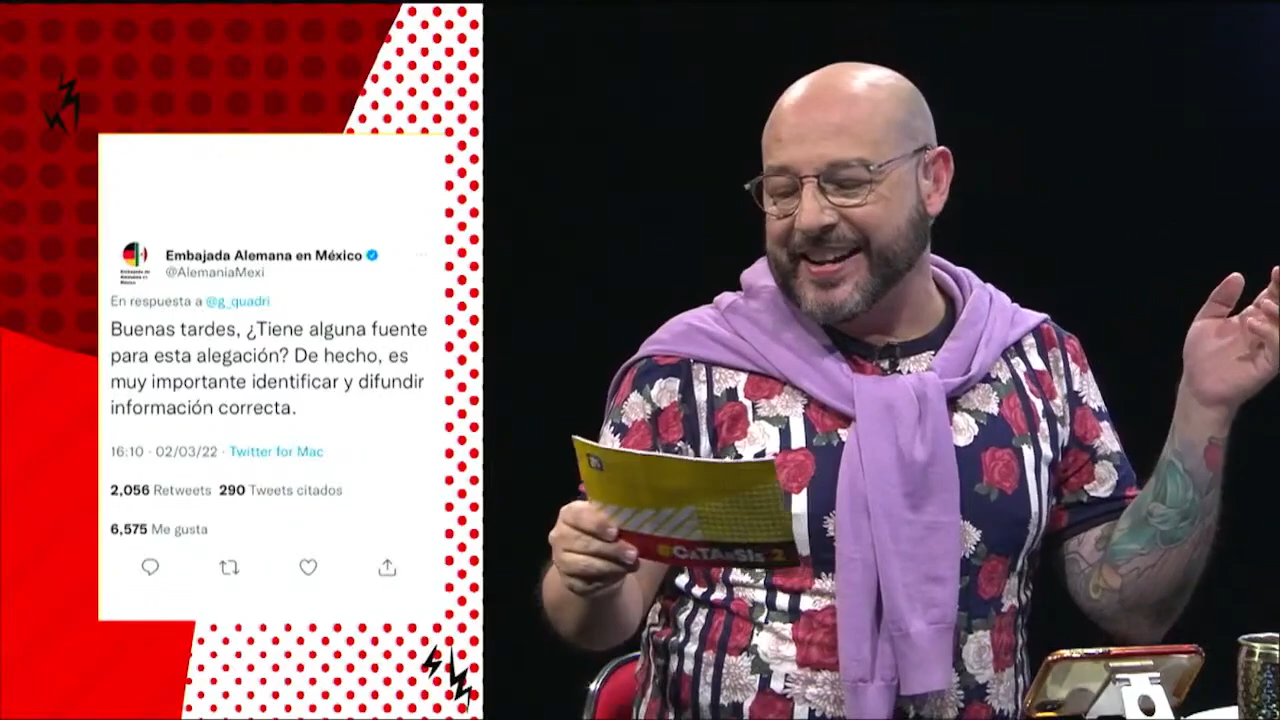 Embajada Alemana en México
@AlemaniaMexi
En respuesta a @g_quadri
Buenas tardes, ¿Tiene alguna fuente
para esta alegación? De hecho, es
muy importante identificar y difundir
información correcta.
16:10 · 02/03/22 · Twitter for Mac
2,056 Retweets 290 Tweets citados
6,575 Me gusta